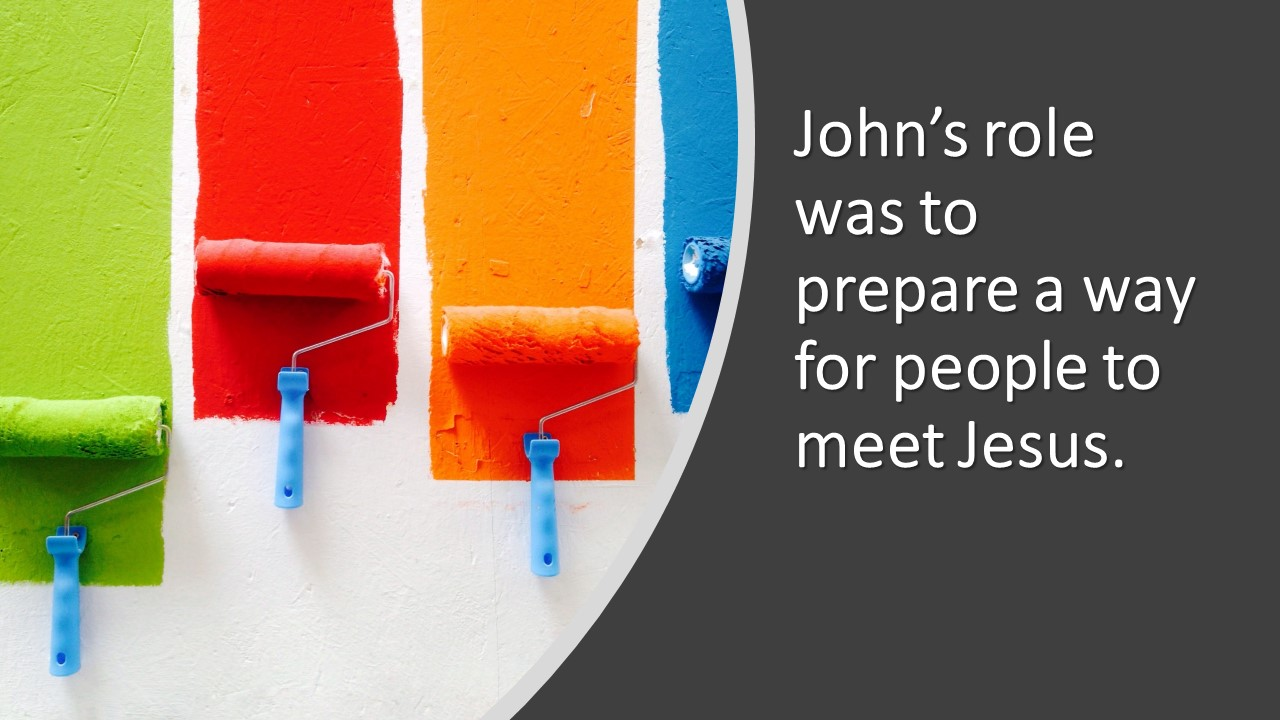 John’s role
was to
prepare a way
for people to
meet Jesus.